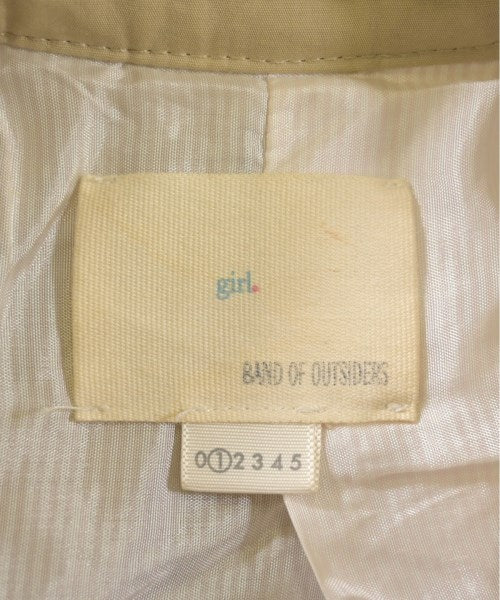 girl.
BAND OF OUTSIDERS
0 1 2 3 4 5